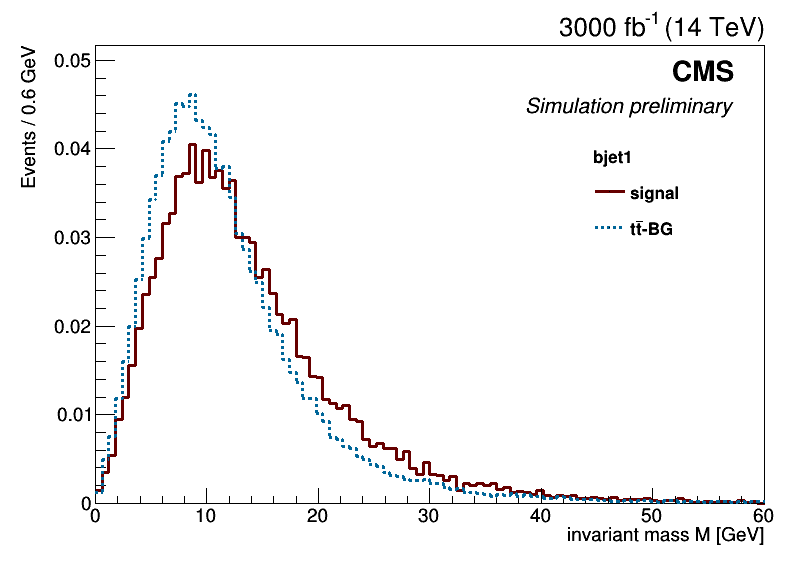 3000 fb⁻¹ (14 TeV)
CMS
Simulation preliminary
bjet1
signal
tt̄-BG
Events / 0.6 GeV
0.05
0.04
0.03
0.02
0.01
0
0 10 20 30 40 50 60
invariant mass M [GeV]